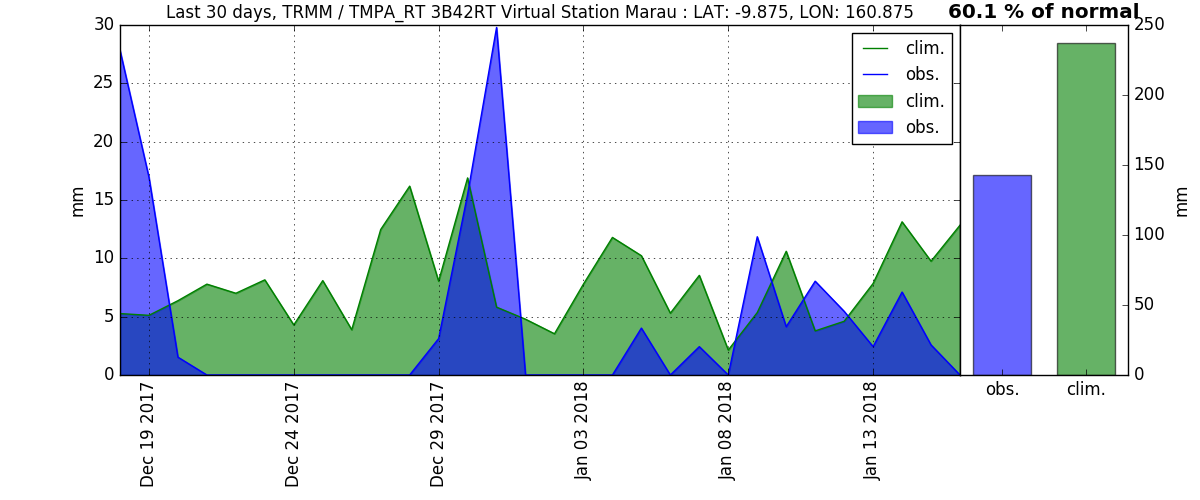 Last 30 days, TRMM / TMPA_RT 3B42RT Virtual Station Marau : LAT: -9.875, LON: 160.875
60.1 % of normal
30
25
20
15
10
5
0
mm
clim.
obs.
clim.
obs.
Dec 19 2017
Dec 24 2017
Dec 29 2017
Jan 03 2018
Jan 08 2018
Jan 13 2018
250
200
150
100
50
0
mm
obs.
clim.